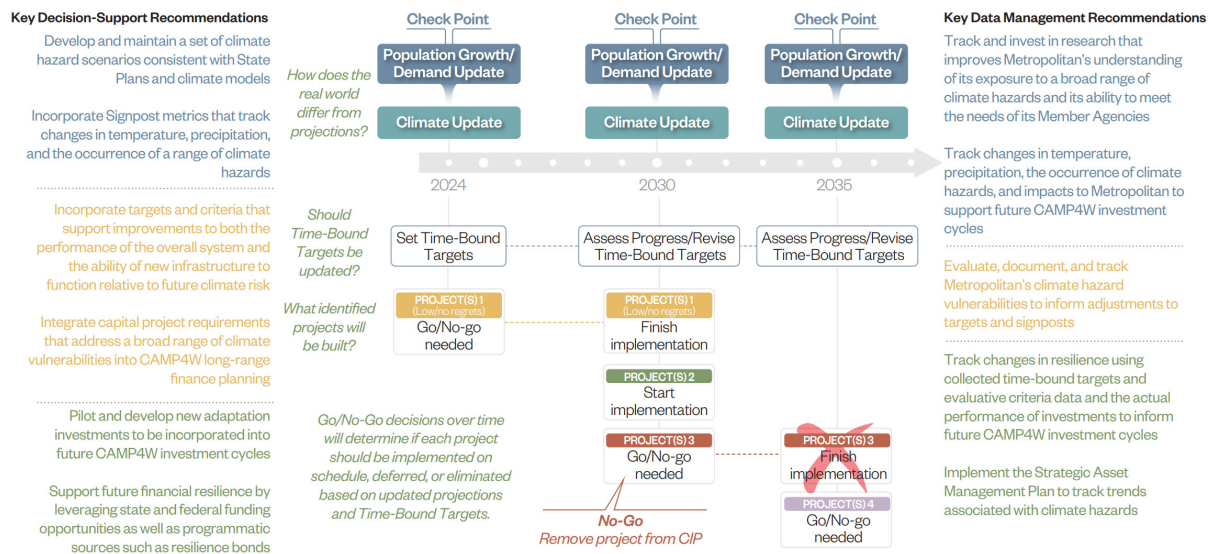 Key Decision-Support Recommendations
Develop and maintain a set of climate
hazard scenarios consistent with State
Plans and climate models
Incorporate Signpost metrics that track
changes in temperature, precipitation,
and the occurrence of a range of climate
hazards
Incorporate targets and criteria that
support improvements to both the
performance of the overall system and
the ability of new infrastructure to
function relative to future climate risk
Integrate capital project requirements
that address a broad range of climate
vulnerabilities into CAMP4W long-range
finance planning
Pilot and develop new adaptation
investments to be incorporated into
future CAMP4W investment cycles
Support future financial resilience by
leveraging state and federal funding
opportunities as well as programmatic
sources such as resilience bonds
How does the
real world
differ from
projections?
Check Point
Population Growth/
Demand Update
Climate Update
Check Point
Population Growth/
Demand Update
Climate Update
Check Point
Population Growth/
Demand Update
Climate Update
2024
2030
2035
Should
Time-Bound
Targets be
updated?
Set Time-Bound
Targets
Assess Progress/Revise
Time-Bound Targets
Assess Progress/Revise
Time-Bound Targets
What identified
projects will
be built?
PROJECT(S) 1
(Low/no regrets)
Go/No-go
needed
PROJECT(S) 1
(Low/no regrets)
Finish
implementation
PROJECT(S) 2
Start
implementation
PROJECT(S) 3
Go/No-go
needed
PROJECT(S) 3
Finish
implementation
PROJECT(S) 4
Go/No-go
needed
Go/No-Go decisions over time
will determine if each project
should be implemented on
schedule, deferred, or eliminated
based on updated projections
and Time-Bound Targets.
No-Go
Remove project from CIP
Key Data Management Recommendations
Track and invest in research that
improves Metropolitan's understanding
of its exposure to a broad range of
climate hazards and its ability to meet
the needs of its Member Agencies
Track changes in temperature,
precipitation, the occurrence of climate
hazards, and impacts to Metropolitan to
support future CAMP4W investment
cycles
Evaluate, document, and track
Metropolitan's climate hazard
vulnerabilities to inform adjustments to
targets and signposts
Track changes in resilience using
collected time-bound targets and
evaluative criteria data and the actual
performance of investments to inform
future CAMP4W investment cycles
Implement the Strategic Asset
Management Plan to track trends
associated with climate hazards